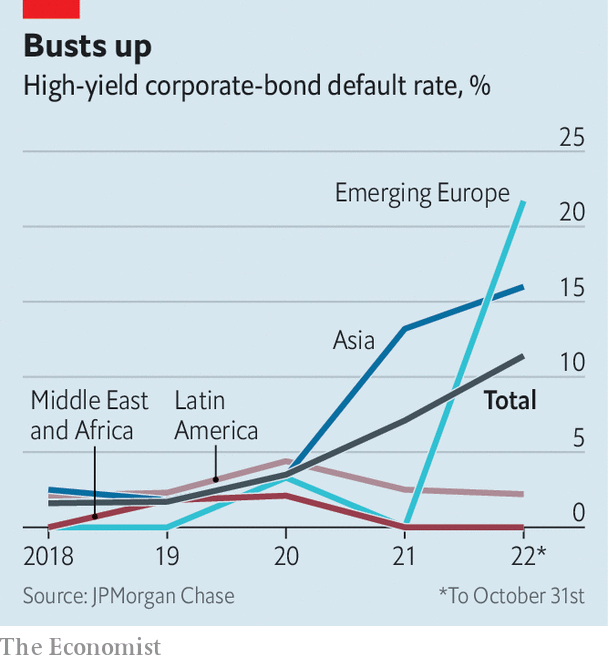 Busts up
High-yield corporate-bond default rate, %
25
Emerging Europe
20
15
Asia
10
Middle East
and Africa
Latin
America
Total
5
0
2018 19 20 21 22*
Source: JPMorgan Chase
*To October 31st
The Economist